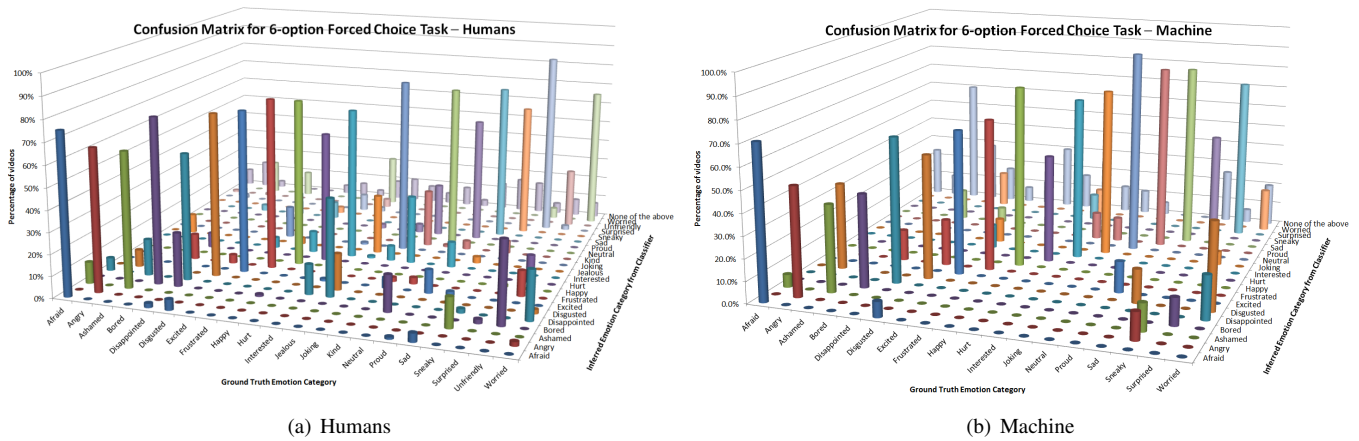 Confusion Matrix for 6-option Forced Choice Task – Humans
100%
90%
80%
70%
60%
50%
40%
30%
20%
10%
0%
Percentage of videos
Afraid
Angry
Ashamed
Bored
Disappointed
Disgusted
Excited
Frustrated
Happy
Hurt
Interested
Jealous
Joking
Kind
Neutral
Proud
Sad
Sneaky
Surprised
Unfriendly
Worried
Ground Truth Emotion Category
None of the above
Worried
Unfriendly
Surprised
Sneaky
Sad
Proud
Neutral
Kind
Joking
Jealous
Interested
Hurt
Happy
Frustrated
Excited
Disgusted
Disappointed
Bored
Ashamed
Angry
Afraid
Inferred Emotion Category from Classifier
(a) Humans
Confusion Matrix for 6-option Forced Choice Task – Machine
100.0%
90.0%
80.0%
70.0%
60.0%
50.0%
40.0%
30.0%
20.0%
10.0%
0.0%
Percentage of videos
Afraid
Angry
Ashamed
Bored
Disappointed
Disgusted
Excited
Frustrated
Happy
Hurt
Interested
Joking
Neutral
Proud
Sad
Sneaky
Surprised
Worried
Ground Truth Emotion Category
None of the above
Worried
Surprised
Sneaky
Sad
Proud
Neutral
Joking
Interested
Hurt
Happy
Frustrated
Excited
Disgusted
Disappointed
Bored
Ashamed
Angry
Afraid
Inferred Emotion Category from Classifier
(b) Machine